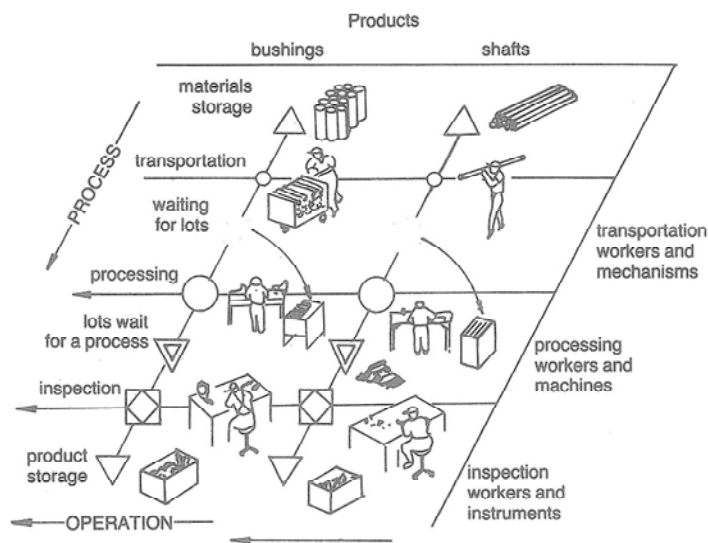 Products
bushings
shafts
materials
storage
transportation
PROCESS
waiting
for lots
transportation
workers and
mechanisms
processing
lots wait
for a process
processing
workers and
machines
inspection
product
storage
inspection
workers and
instruments
OPERATION